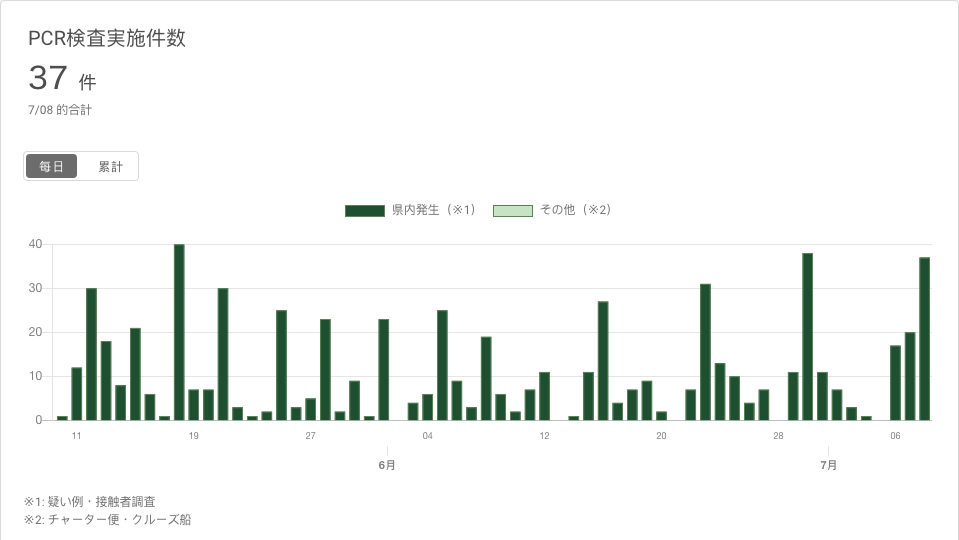 PCR検査実施件数
37 件
7/08 的合計
毎日 累計
県内発生（※1） その他（※2）
40
30
20
10
0
11 19 27 04 12 20 28 06
6月 7月
※1: 疑い例・接触者調査
※2: チャーター便・クルーズ船